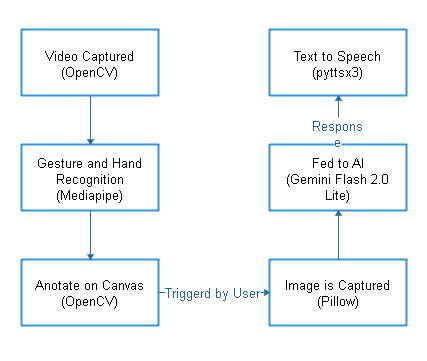 Video Captured
(OpenCV)
Gesture and Hand
Recognition
(Mediapipe)
Anotate on Canvas
(OpenCV)
Triggerd by User
Image is Captured
(Pillow)
Fed to AI
(Gemini Flash 2.0
Lite)
Respons
e
Text to Speech
(pyttsx3)